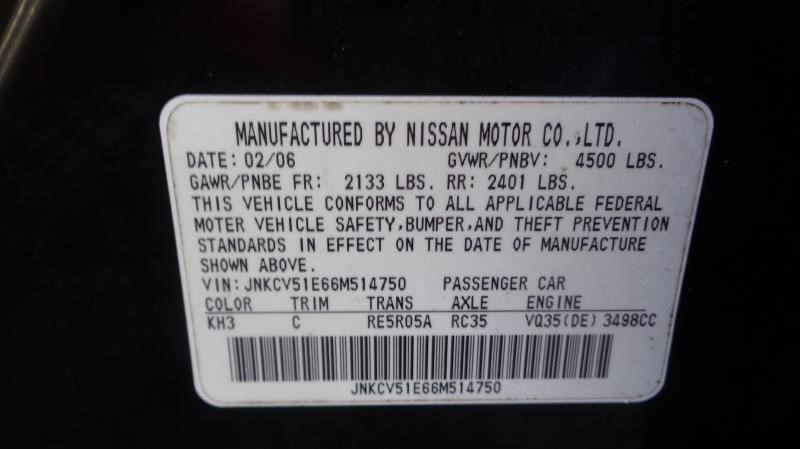 MANUFACTURED BY NISSAN MOTOR CO.,LTD.
DATE: 02/06 GVWR/PNBV: 4500 LBS.
GAWR/PNBE FR: 2133 LBS. RR: 2401 LBS.
THIS VEHICLE CONFORMS TO ALL APPLICABLE FEDERAL
MOTER VEHICLE SAFETY,BUMPER,AND THEFT PREVENTION
STANDARDS IN EFFECT ON THE DATE OF MANUFACTURE
SHOWN ABOVE.
VIN: JNKCV51E66M514750 PASSENGER CAR
COLOR TRIM TRANS AXLE ENGINE
KH3 C RE5R05A RC35 VQ35(DE) 3498CC
JNKCV51E66M514750